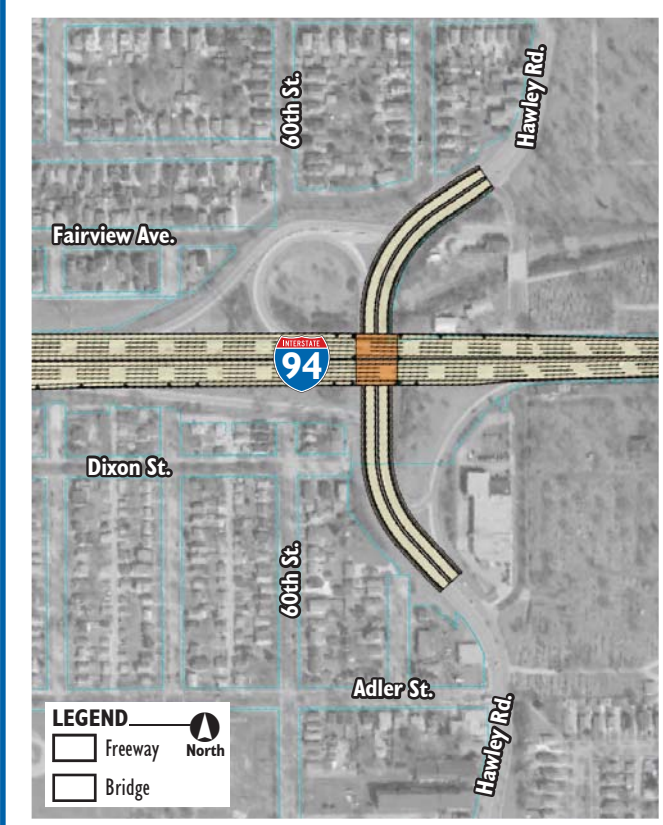 Hawley Rd.
60th St.
Fairview Ave.
INTERSTATE
94
Dixon St.
60th St.
Adler St.
Hawley Rd.
LEGEND
North
Freeway
Bridge